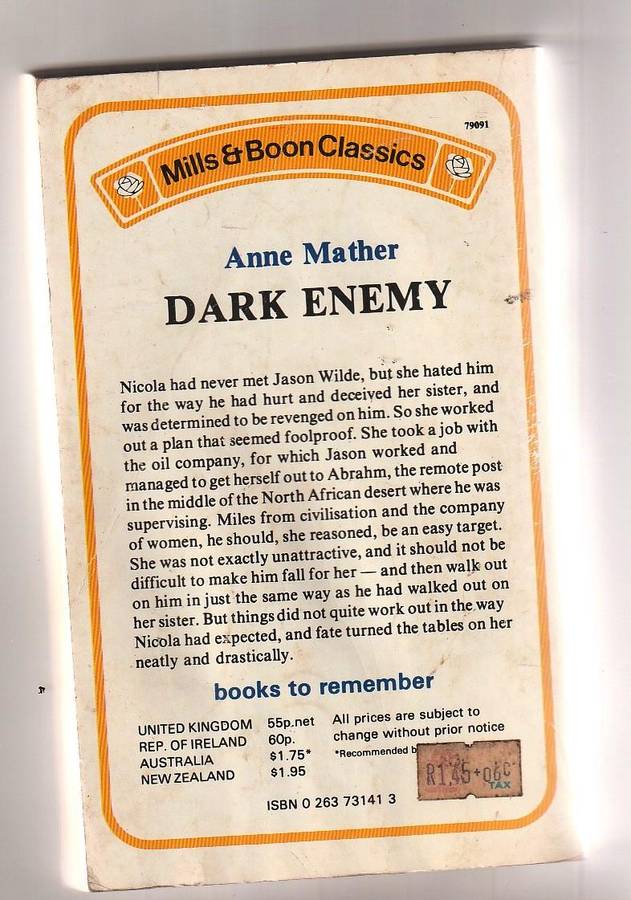 79091
Mills & Boon Classics
Anne Mather
DARK ENEMY
Nicola had never met Jason Wilde, but she hated him
for the way he had hurt and deceived her sister, and
was determined to be revenged on him. So she worked
out a plan that seemed foolproof. She took a job with
the oil company, for which Jason worked and
managed to get herself out to Abrahm, the remote post
in the middle of the North African desert where he was
supervising. Miles from civilisation and the company
of women, he should, she reasoned, be an easy target.
She was not exactly unattractive, and it should not be
difficult to make him fall for her — and then walk out
on him in just the same way as he had walked out on
her sister. But things did not quite work out in the way
Nicola had expected, and fate turned the tables on her
neatly and drastically.
books to remember
UNITED KINGDOM 55p.net
REP. OF IRELAND 60p.
AUSTRALIA $1.75*
NEW ZEALAND $1.95
All prices are subject to
change without prior notice
*Recommended
R1,45+06C
TAX
ISBN 0 263 73141 3